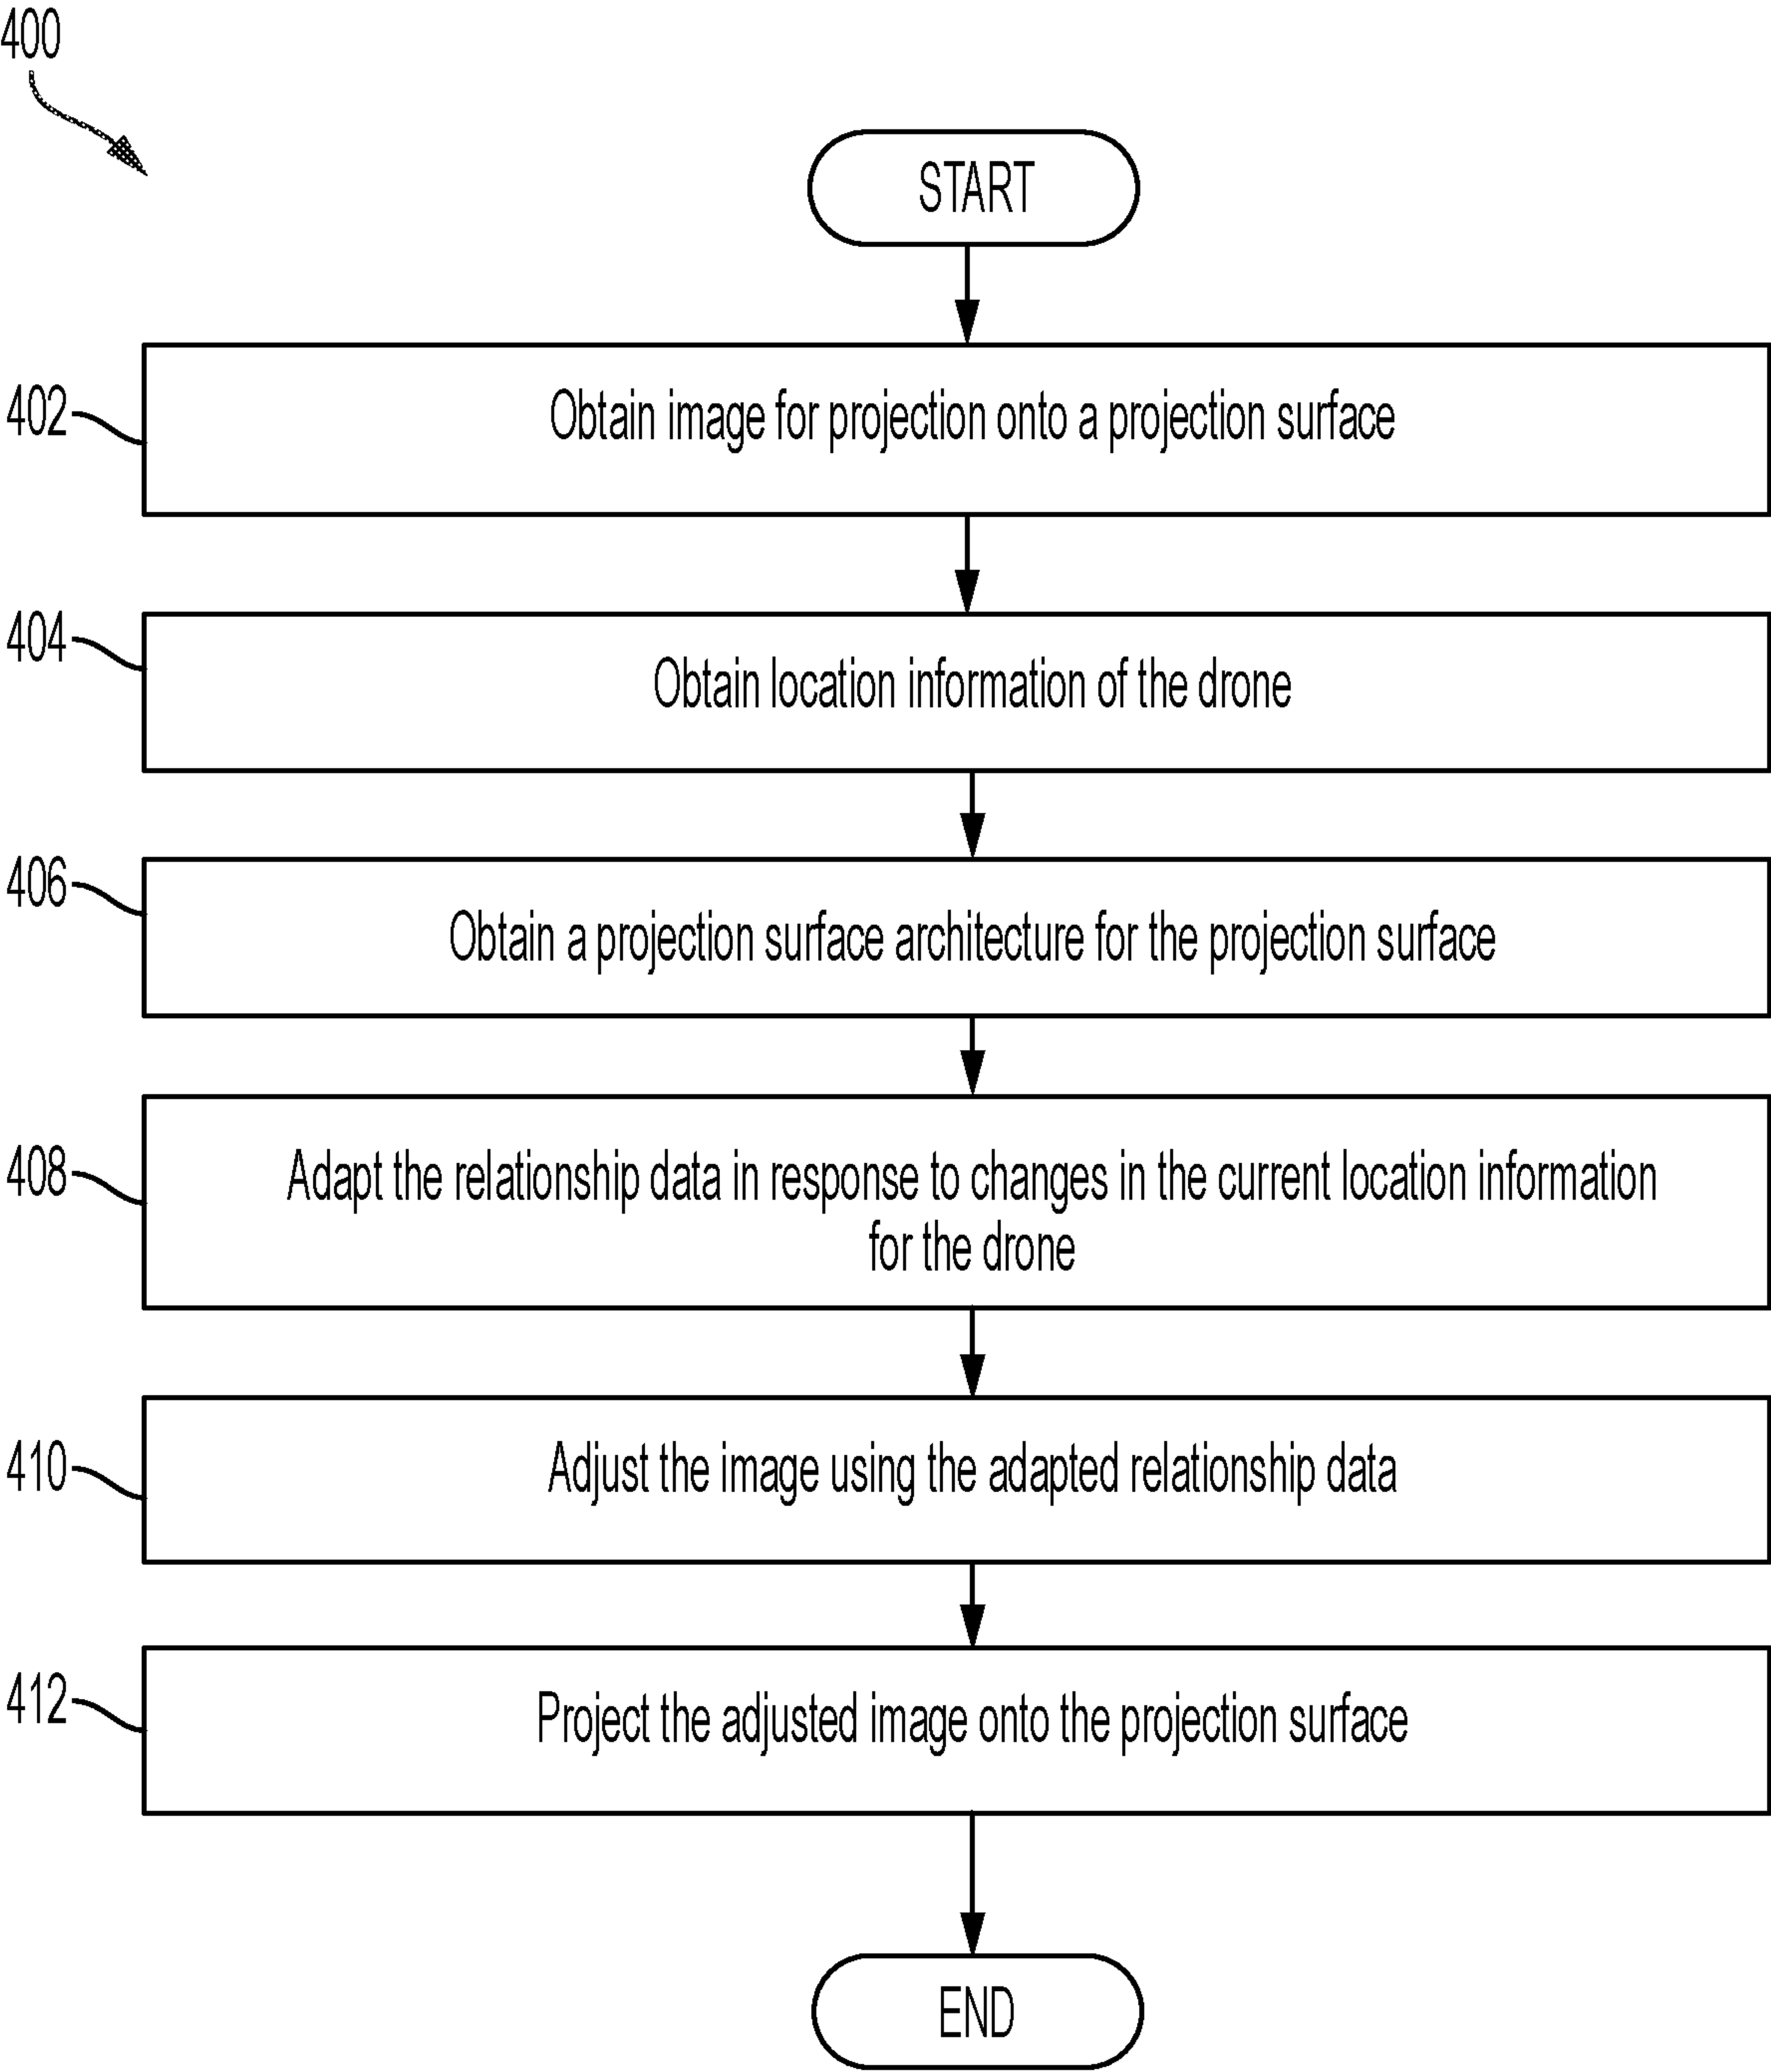 400
START
402
Obtain image for projection onto a projection surface
404
Obtain location information of the drone
406
Obtain a projection surface architecture for the projection surface
408
Adapt the relationship data in response to changes in the current location information
for the drone
410
Adjust the image using the adapted relationship data
412
Project the adjusted image onto the projection surface
END